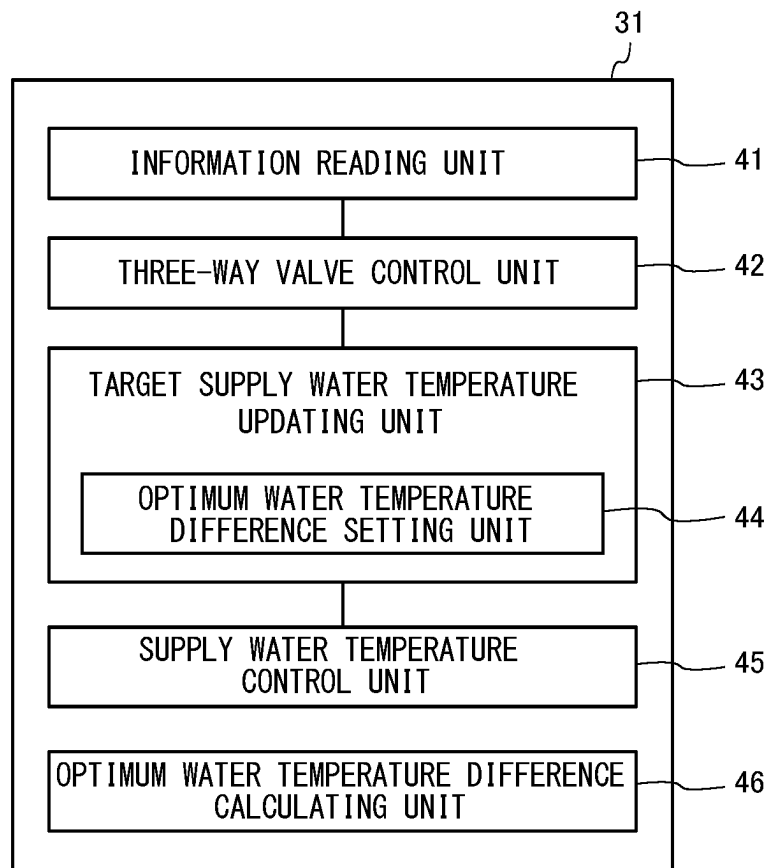 31
INFORMATION READING UNIT
41
THREE-WAY VALVE CONTROL UNIT
42
TARGET SUPPLY WATER TEMPERATURE
UPDATING UNIT
43
OPTIMUM WATER TEMPERATURE
DIFFERENCE SETTING UNIT
44
SUPPLY WATER TEMPERATURE
CONTROL UNIT
45
OPTIMUM WATER TEMPERATURE DIFFERENCE
CALCULATING UNIT
46